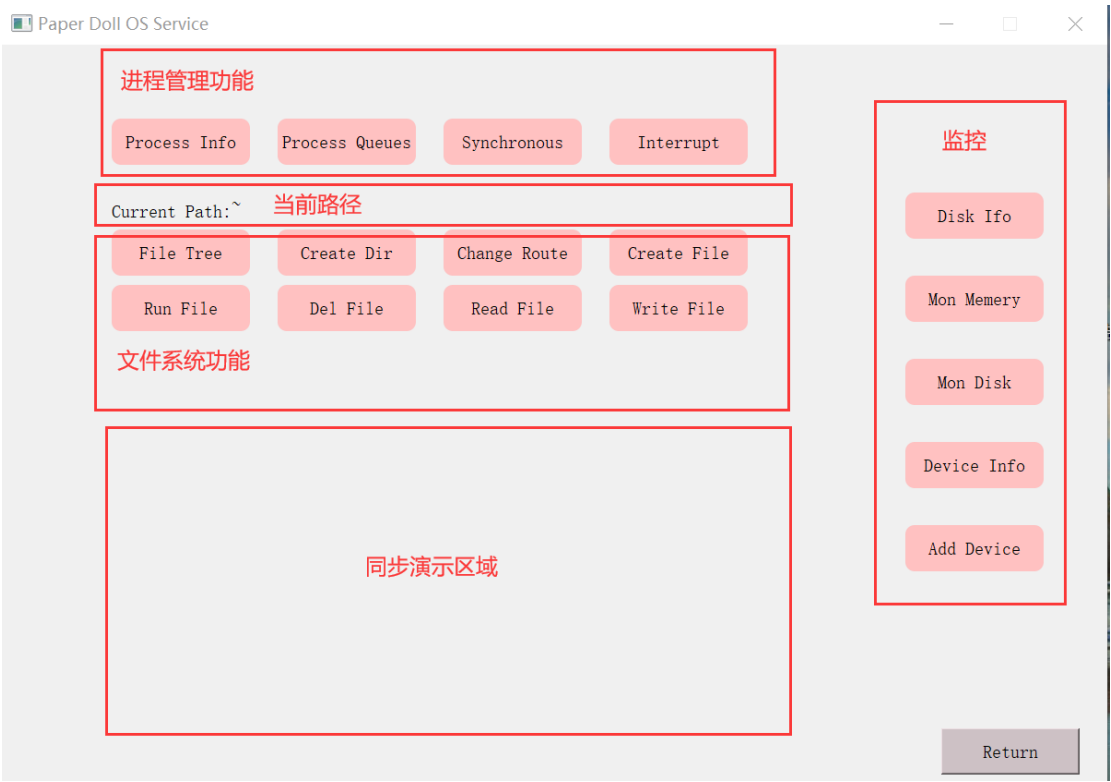 Paper Doll OS Service
进程管理功能
Process Info Process Queues Synchronous Interrupt
Current Path:~ 当前路径
File Tree Create Dir Change Route Create File
Run File Del File Read File Write File
文件系统功能
同步演示区域
监控
Disk Ifo
Mon Memery
Mon Disk
Device Info
Add Device
Return